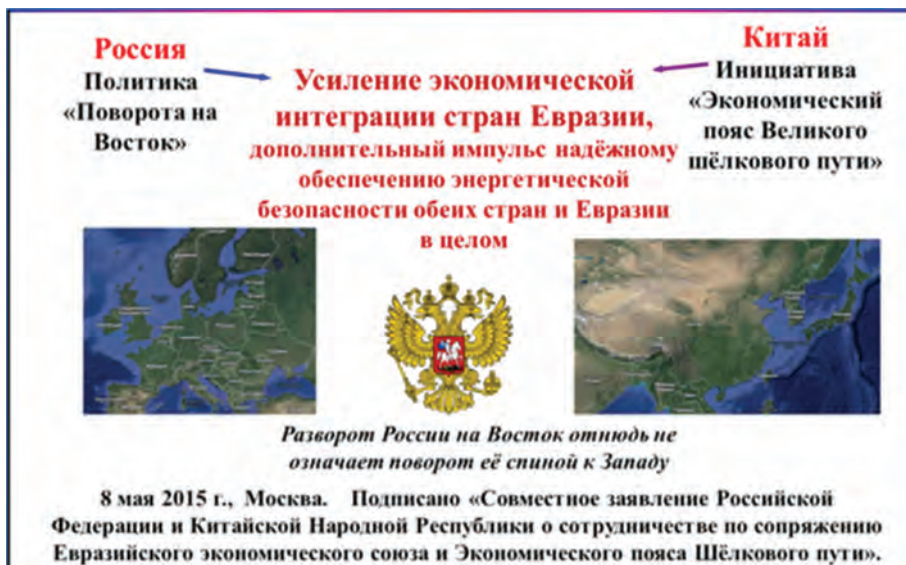 Россия
Политика
«Поворота на
Восток»
Усиление экономической
интеграции стран Евразии,
дополнительный импульс надёжному
обеспечению энергетической
безопасности обеих стран и Евразии
в целом
Китай
Инициатива
«Экономический
пояс Великого
шёлкового пути»
Разворот России на Восток отнюдь не
означает поворот её спиной к Западу
8 мая 2015 г., Москва. Подписано «Совместное заявление Российской
Федерации и Китайской Народной Республики о сотрудничестве по сопряжению
Евразийского экономического союза и Экономического пояса Шёлкового пути».